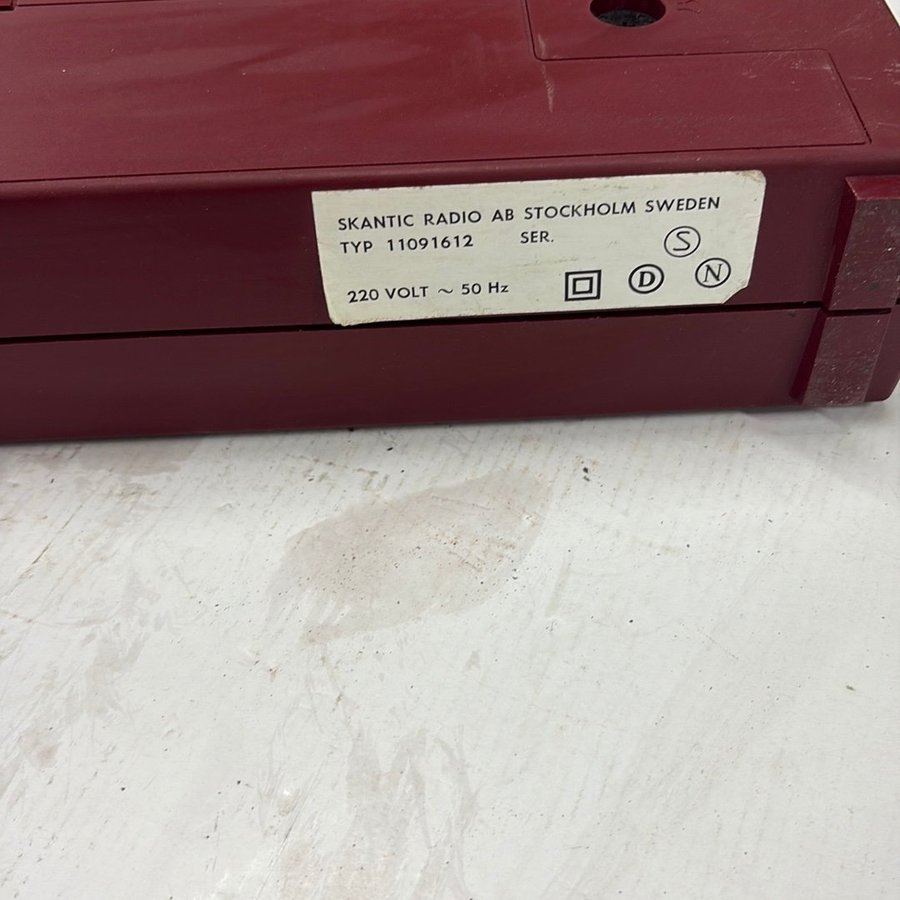 SKANTIC RADIO AB STOCKHOLM SWEDEN
TYP 11091612 SER.
S
220 VOLT ~ 50 Hz D N